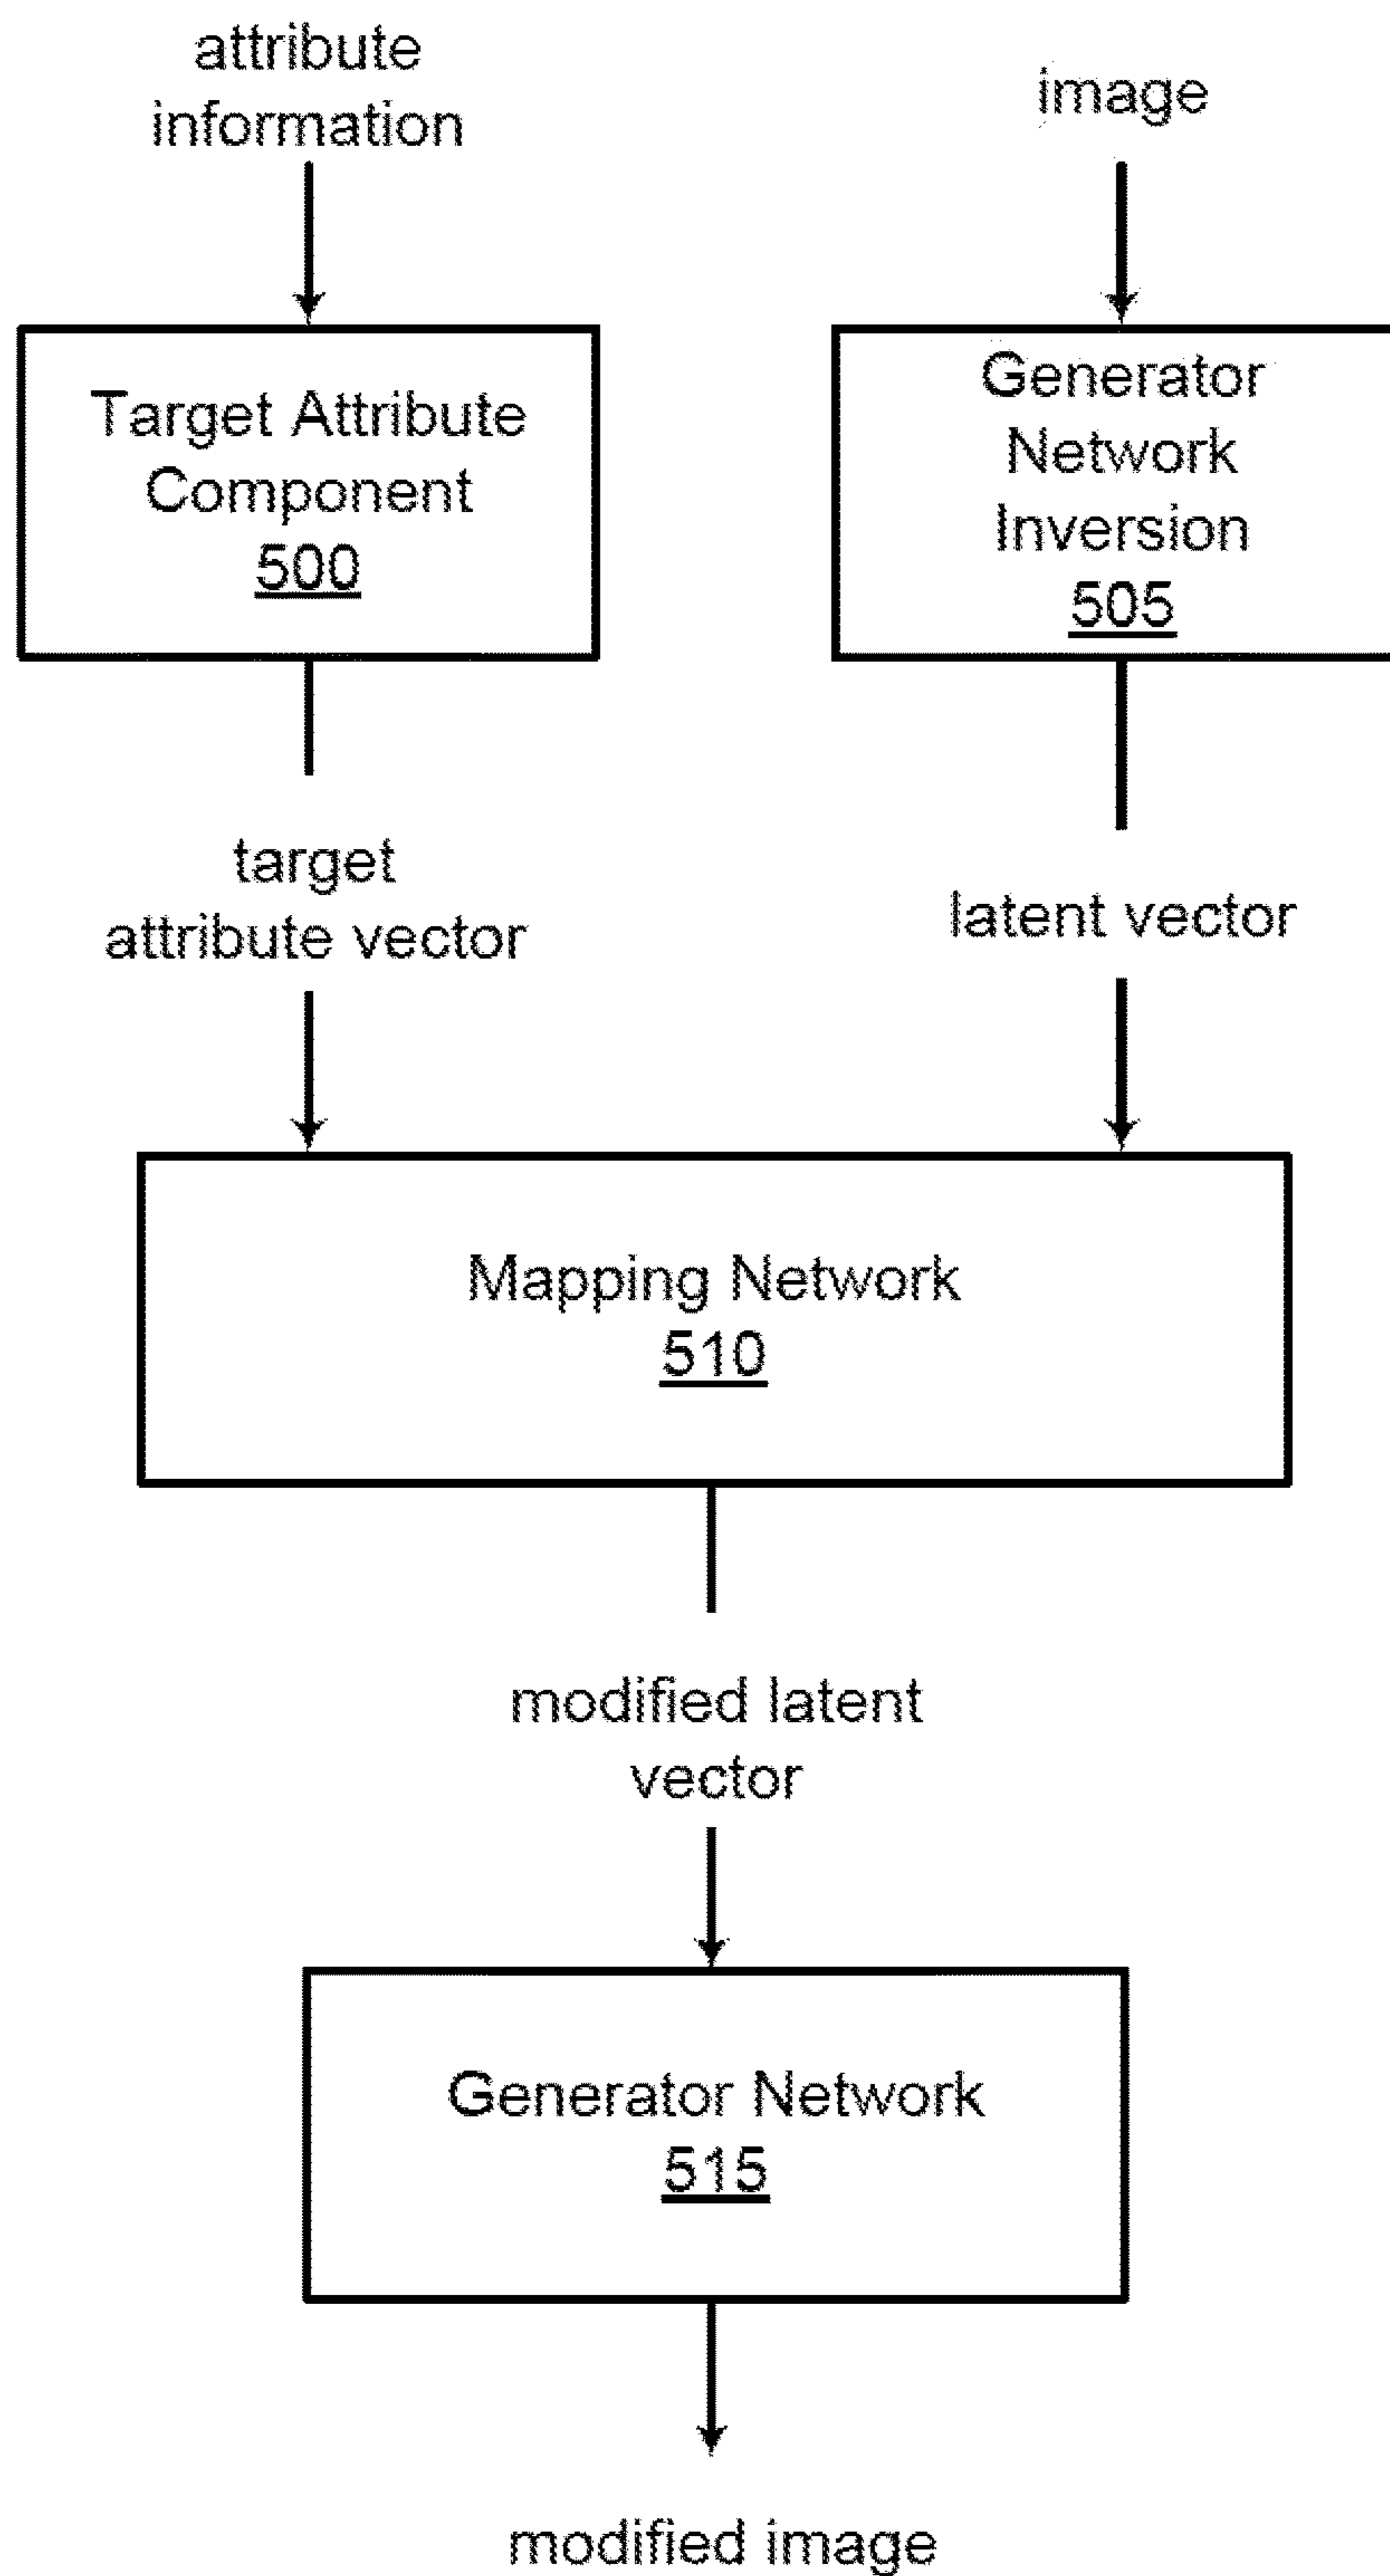 attribute
information
image
Target Attribute
Component
500
Generator
Network
Inversion
505
target
attribute vector
latent vector
Mapping Network
510
modified latent
vector
Generator Network
515
modified image